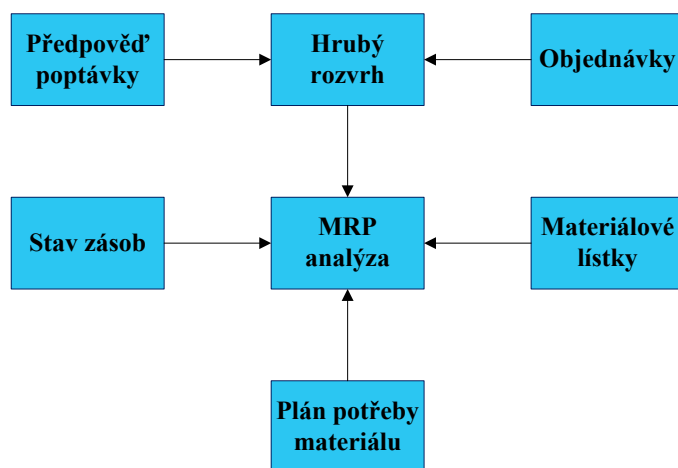 Předpověď
poptávky
Hrubý
rozvrh
Objednávky
Stav zásob
MRP
analýza
Materiálové
lístky
Plán potřeby
materiálu